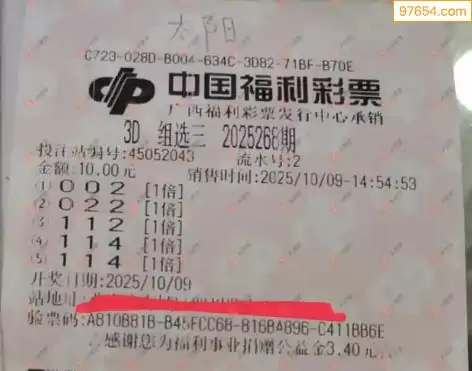 97654.com
太阳
C723-028D-B004-634C-3D82-71BF-B70E
中国福利彩票
广西福利彩票发行中心承销
3D 组选三 2025268期
投注站编号:45052043 流水号:2
金额:10.00元 销售时间:2025/10/09-14:54:53
① 0 0 2 [1倍]
② 0 2 2 [1倍]
③ 1 1 2 [1倍]
④ 1 1 4 [1倍]
⑤ 1 1 4 [1倍]
开奖日期:2025/10/09
站地址:
验票码:AB10B81B-B45FCC68-816BA896-C411BB6E
感谢您为福利事业捐赠公益金3.40元